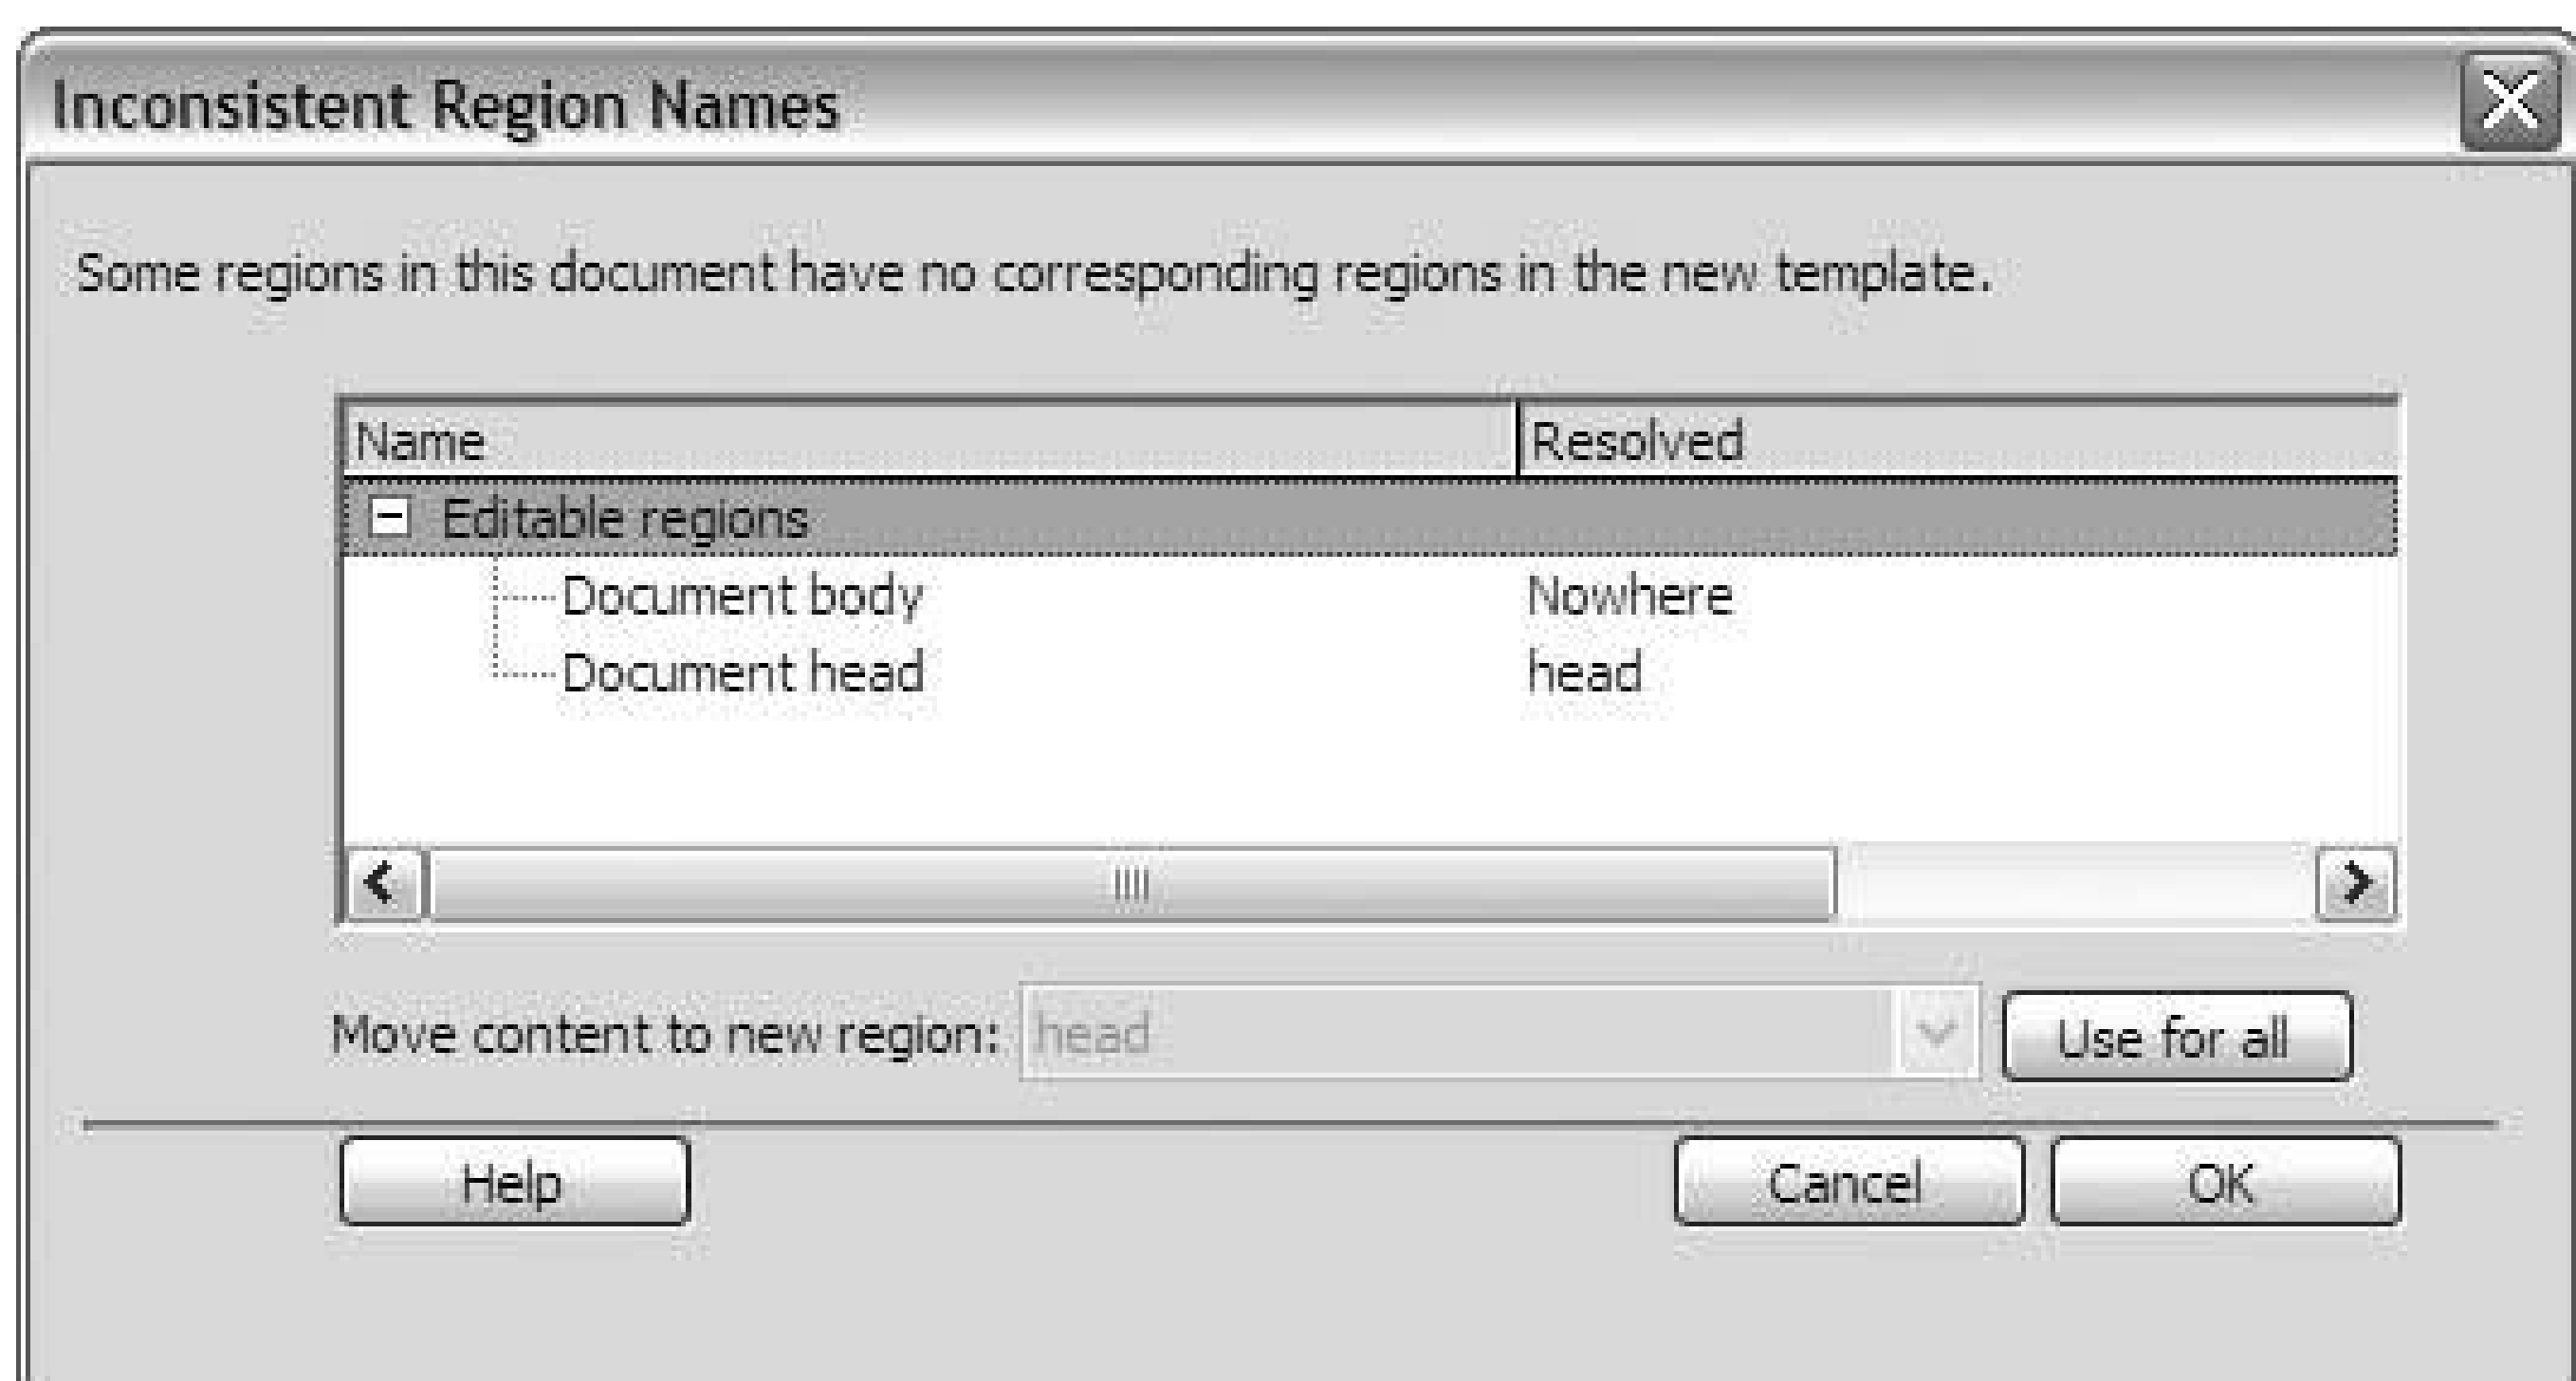 Inconsistent Region Names
Some regions in this document have no corresponding regions in the new template.
Name Resolved
Editable regions
Document body Nowhere
Document head head
Move content to new region: head Use for all
Help Cancel OK